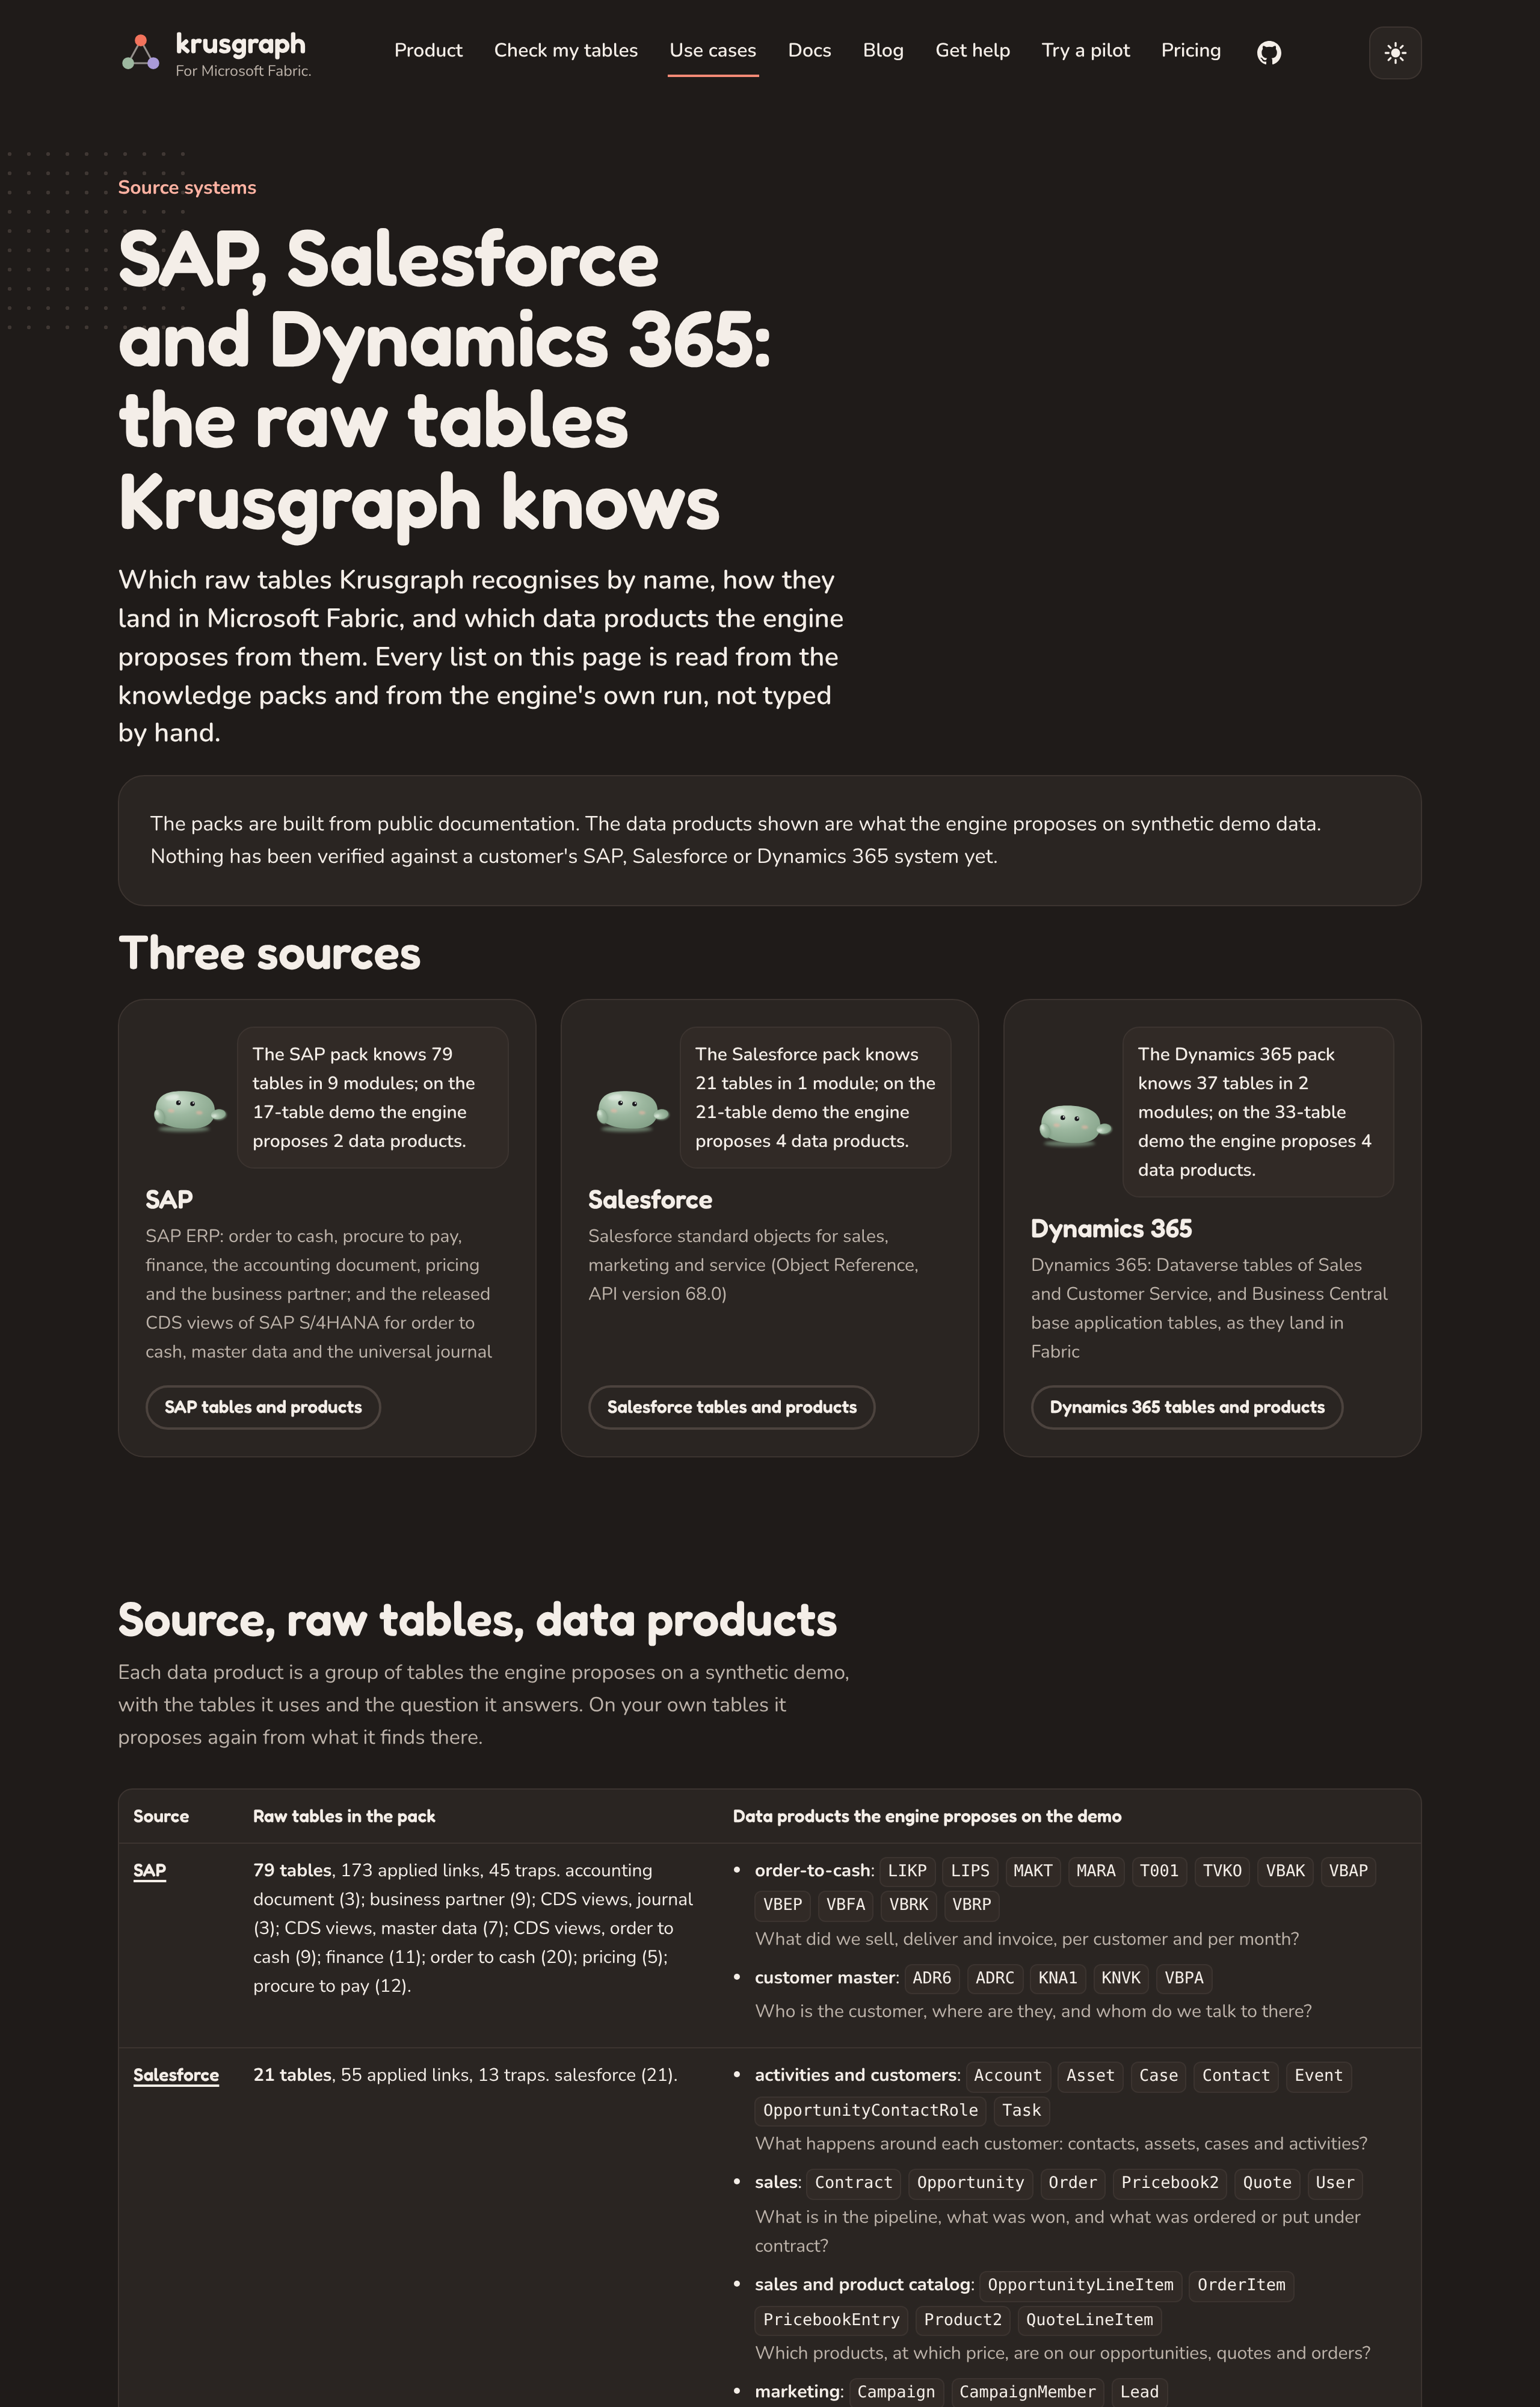 krusgraph
For Microsoft Fabric.
Product
Check my tables
Use cases
Docs
Blog
Get help
Try a pilot
Pricing
Source systems
SAP, Salesforce
and Dynamics 365:
the raw tables
Krusgraph knows
Which raw tables Krusgraph recognises by name, how they
land in Microsoft Fabric, and which data products the engine
proposes from them. Every list on this page is read from the
knowledge packs and from the engine's own run, not typed
by hand.
The packs are built from public documentation. The data products shown are what the engine proposes on synthetic demo data.
Nothing has been verified against a customer's SAP, Salesforce or Dynamics 365 system yet.
Three sources
The SAP pack knows 79
tables in 9 modules; on the
17-table demo the engine
proposes 2 data products.
SAP
SAP ERP: order to cash, procure to pay,
finance, the accounting document, pricing
and the business partner; and the released
CDS views of SAP S/4HANA for order to
cash, master data and the universal journal
SAP tables and products
The Salesforce pack knows
21 tables in 1 module; on the
21-table demo the engine
proposes 4 data products.
Salesforce
Salesforce standard objects for sales,
marketing and service (Object Reference,
API version 68.0)
Salesforce tables and products
The Dynamics 365 pack
knows 37 tables in 2
modules; on the 33-table
demo the engine proposes 4
data products.
Dynamics 365
Dynamics 365: Dataverse tables of Sales
and Customer Service, and Business Central
base application tables, as they land in
Fabric
Dynamics 365 tables and products
Source, raw tables, data products
Each data product is a group of tables the engine proposes on a synthetic demo,
with the tables it uses and the question it answers. On your own tables it
proposes again from what it finds there.
Source
Raw tables in the pack
Data products the engine proposes on the demo
SAP
79 tables, 173 applied links, 45 traps. accounting
document (3); business partner (9); CDS views, journal
(3); CDS views, master data (7); CDS views, order to
cash (9); finance (11); order to cash (20); pricing (5);
procure to pay (12).
• order-to-cash: LIKP LIPS MAKT MARA T001 TVKO VBAK VBAP
VBEP VBFA VBRK VBRP
What did we sell, deliver and invoice, per customer and per month?
• customer master: ADR6 ADRC KNA1 KNVK VBPA
Who is the customer, where are they, and whom do we talk to there?
Salesforce
21 tables, 55 applied links, 13 traps. salesforce (21).
• activities and customers: Account Asset Case Contact Event
OpportunityContactRole Task
What happens around each customer: contacts, assets, cases and activities?
• sales: Contract Opportunity Order Pricebook2 Quote User
What is in the pipeline, what was won, and what was ordered or put under
contract?
• sales and product catalog: OpportunityLineItem OrderItem
PricebookEntry Product2 QuoteLineItem
Which products, at which price, are on our opportunities, quotes and orders?
• marketing: Campaign CampaignMember Lead